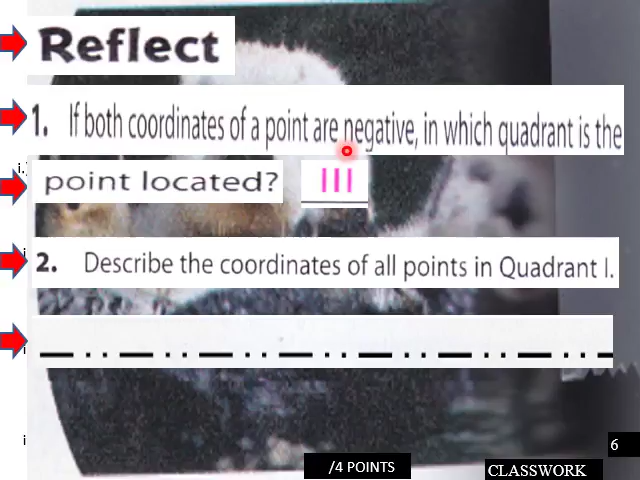 Reflect
1. If both coordinates of a point are negative, in which quadrant is the
i.)
point located? III
2. Describe the coordinates of all points in Quadrant I.
6
/4 POINTS
CLASSWORK